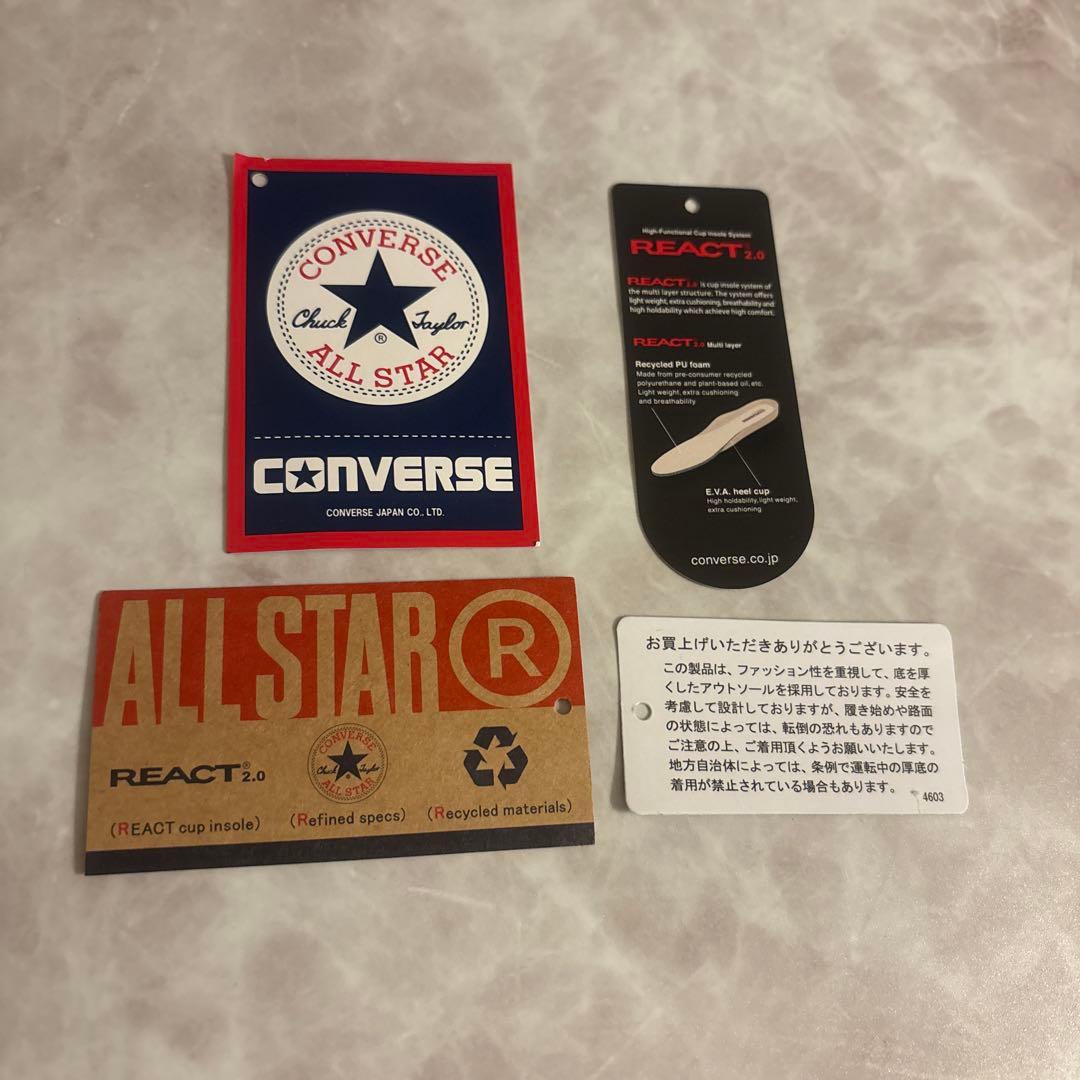 CONVERSE
Chuck Taylor
®
ALL STAR
CONVERSE
CONVERSE JAPAN CO., LTD.
High-Functional Cup Insole System
REACT 2.0
REACT 2.0 is cup insole system of
the multi layer structure. The system offers
light weight, extra cushioning, breathability and
high holdability which achieve high comfort.
REACT 2.0 Multi layer
Recycled PU foam
Made from pre-consumer recycled
polyurethane and plant-based oil, etc.
Light weight, extra cushioning
and breathability
E.V.A. heel cup
High holdability, light weight,
extra cushioning
converse.co.jp
ALL STAR ®
REACT® 2.0
CONVERSE
Chuck Taylor
ALL STAR
(REACT cup insole)
(Refined specs)
(Recycled materials)
お買上げいただきありがとうございます。
この製品は、ファッション性を重視して、底を厚
くしたアウトソールを採用しております。安全を
考慮して設計しておりますが、履き始めや路面
の状態によっては、転倒の恐れもありますので
ご注意の上、ご着用頂くようお願いいたします。
地方自治体によっては、条例で運転中の厚底の
着用が禁止されている場合もあります。
4603